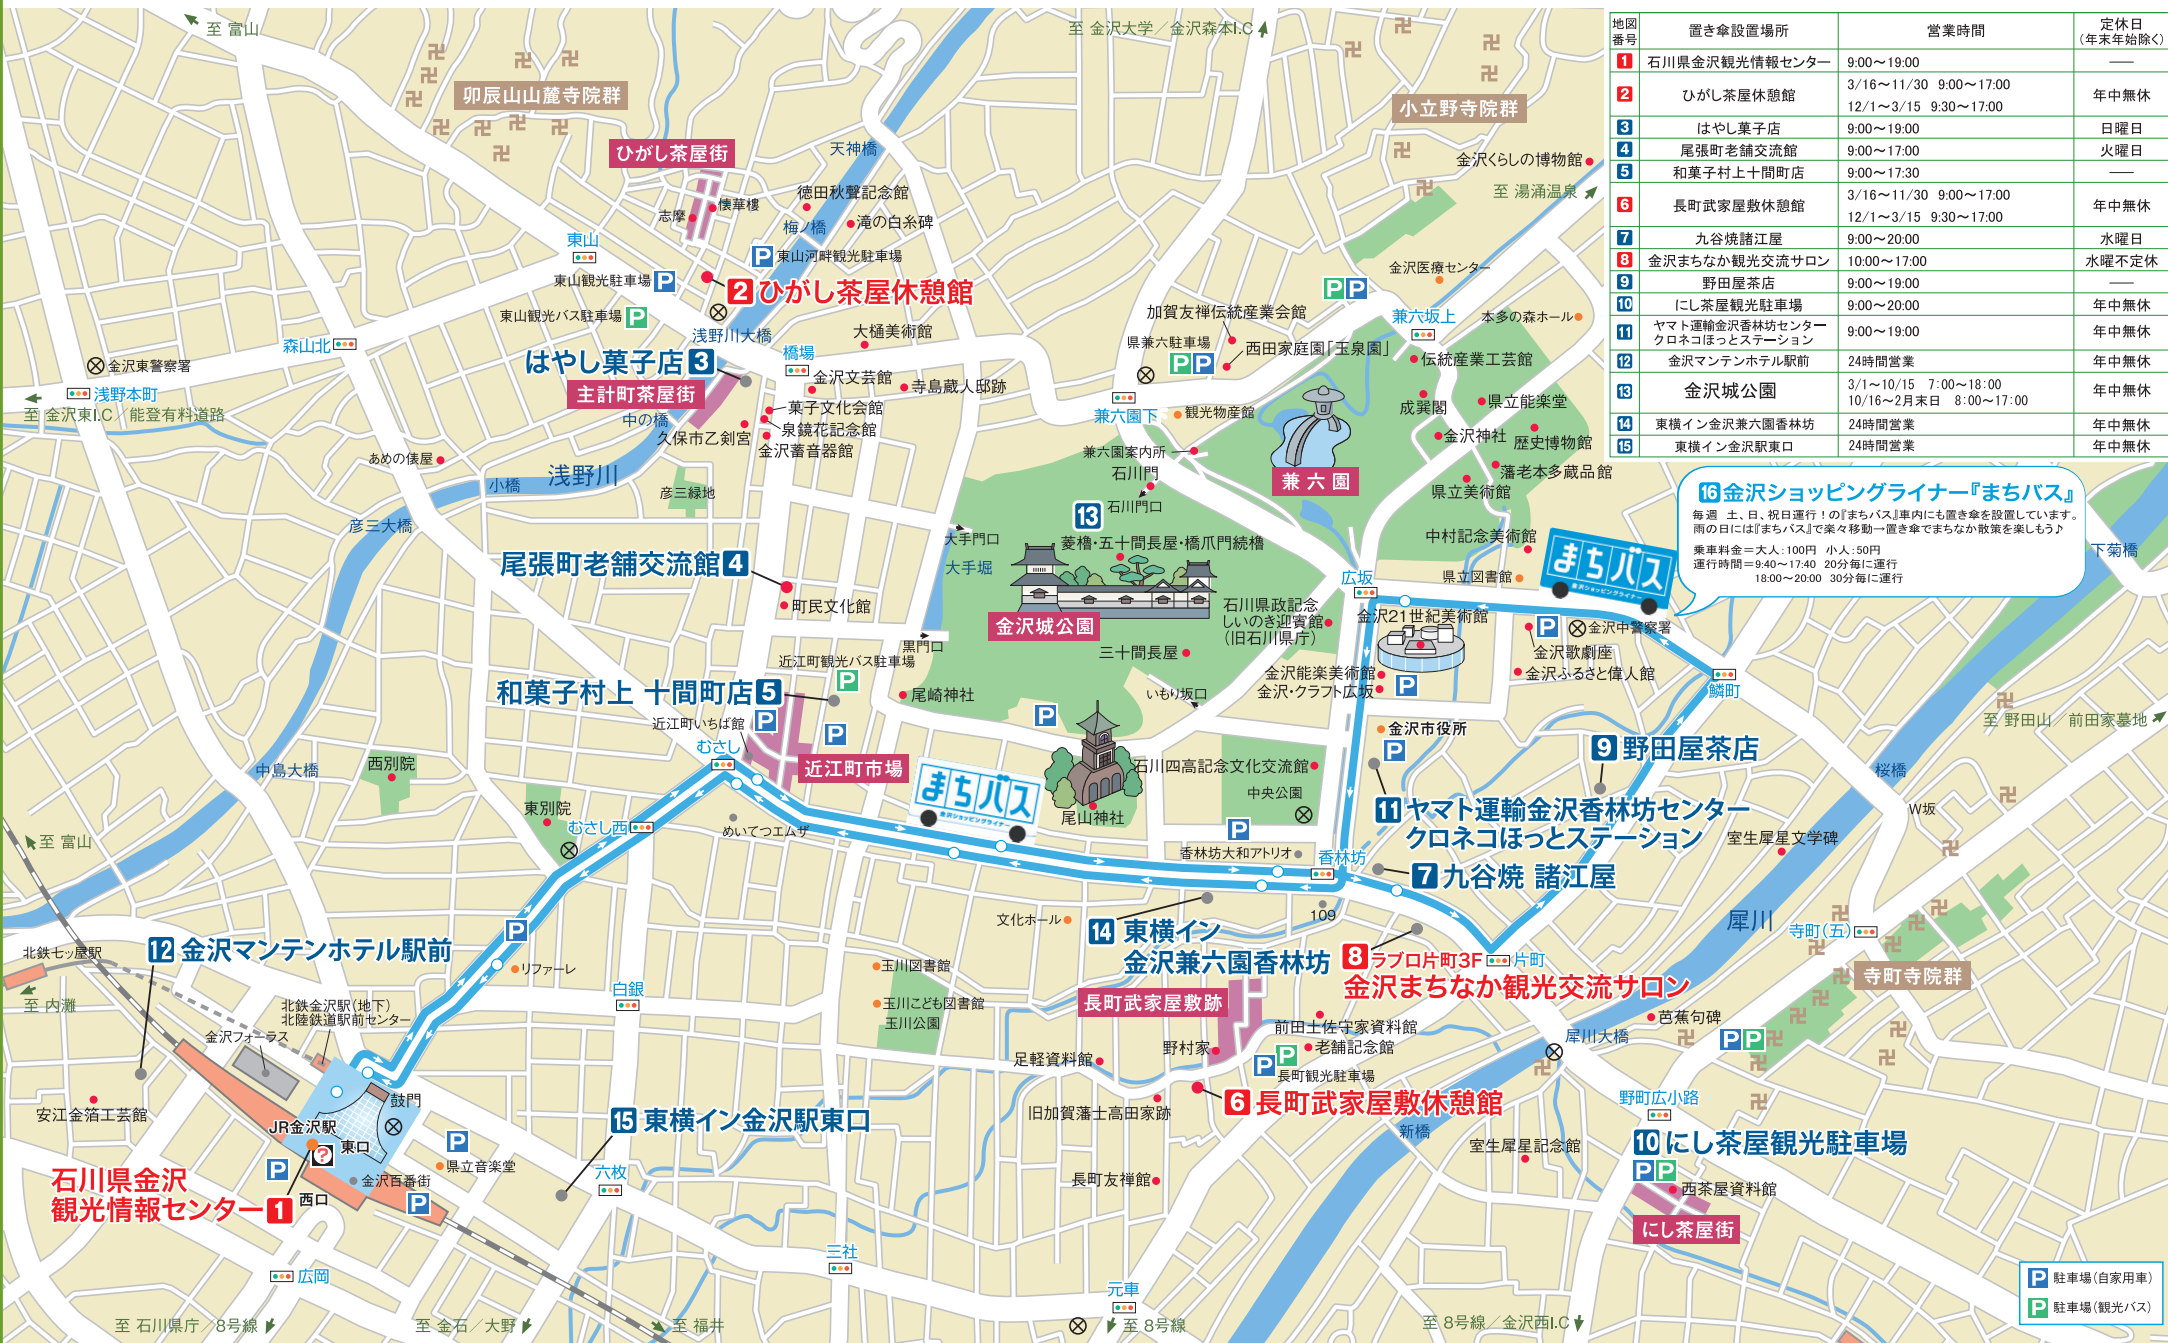 至 富山
至 金沢大学／金沢森本I.C
卯辰山山麓寺院群
小立野寺院群
ひがし茶屋街
天神橋
金沢くらしの博物館
至 湯涌温泉
徳田秋聲記念館
懐華樓
志摩
滝の白糸碑
梅ノ橋
東山
東山河畔観光駐車場
東山観光駐車場
P
P
2 ひがし茶屋休憩館
金沢医療センター
P P
東山観光バス駐車場
P
浅野川大橋
大樋美術館
加賀友禅伝統産業会館
兼六坂上
本多の森ホール
森山北
県兼六駐車場
P P
西田家庭園「玉泉園」
伝統産業工芸館
金沢東警察署
はやし菓子店 3
橋場
金沢文芸館
寺島蔵人邸跡
浅野本町
主計町茶屋街
至 金沢東I.C／能登有料道路
中の橋
菓子文化会館
泉鏡花記念館
久保市乙剣宮
金沢蓄音器館
兼六園下
観光物産館
成巽閣
県立能楽堂
金沢神社
歴史博物館
あめの俵屋
浅野川
小橋
彦三緑地
兼六園案内所
石川門
石川門口
兼六園
藩老本多蔵品館
県立美術館
彦三大橋
大手門口
大手堀
13
菱櫓・五十間長屋・橋爪門続櫓
中村記念美術館
県立図書館
尾張町老舗交流館 4
町民文化館
金沢城公園
石川県政記念
しいのき迎賓館
(旧石川県庁)
広坂
金沢21世紀美術館
まちバス
金沢ショッピングライナー
P
金沢中警察署
金沢歌劇座
金沢ふるさと偉人館
鱗町
下菊橋
黒門口
近江町観光バス駐車場
P
三十間長屋
金沢能楽美術館
金沢・クラフト広坂
P
和菓子村上 十間町店 5
尾崎神社
いもり坂口
近江町いちば館
P
P
P
むさし
近江町市場
金沢市役所
P
9 野田屋茶店
至 野田山 前田家墓地
中島大橋
西別院
東別院
むさし西
めいてつエムザ
まちバス
金沢ショッピングライナー
尾山神社
石川四高記念文化交流館
中央公園
P
香林坊大和アトリオ
香林坊
11 ヤマト運輸金沢香林坊センター
クロネコほっとステーション
7 九谷焼 諸江屋
桜橋
W坂
室生犀星文学碑
至 富山
109
文化ホール
14 東横イン
金沢兼六園香林坊
8 ラブロ片町3F
金沢まちなか観光交流サロン
片町
犀川
寺町(五)
寺町寺院群
北鉄七ッ屋駅
12 金沢マンテンホテル駅前
P
リファーレ
至 内灘
北鉄金沢駅(地下)
北陸鉄道駅前センター
金沢フォーラス
白銀
玉川図書館
玉川こども図書館
玉川公園
長町武家屋敷跡
前田土佐守家資料館
老舗記念館
野村家
足軽資料館
P P
長町観光駐車場
芭蕉句碑
犀川大橋
P P
安江金箔工芸館
鼓門
JR金沢駅
東口
?
P
P
県立音楽堂
金沢百番街
P
西口
石川県金沢
観光情報センター 1
15 東横イン金沢駅東口
6 長町武家屋敷休憩館
旧加賀藩士高田家跡
野町広小路
新橋
室生犀星記念館
10 にし茶屋観光駐車場
P P
西茶屋資料館
にし茶屋街
六枚
長町友禅館
広岡
三社
元車
至 石川県庁／8号線
至 金石／大野
至 福井
至 8号線
至 8号線／金沢西I.C
P 駐車場(自家用車)
P 駐車場(観光バス)
地図番号 置き傘設置場所 営業時間 定休日(年末年始除く)
1 石川県金沢観光情報センター 9:00～19:00 ──
2 ひがし茶屋休憩館 3/16～11/30 9:00～17:00 年中無休
12/1～3/15 9:30～17:00
3 はやし菓子店 9:00～19:00 日曜日
4 尾張町老舗交流館 9:00～17:00 火曜日
5 和菓子村上十間町店 9:00～17:30 ──
6 長町武家屋敷休憩館 3/16～11/30 9:00～17:00 年中無休
12/1～3/15 9:30～17:00
7 九谷焼諸江屋 9:00～20:00 水曜日
8 金沢まちなか観光交流サロン 10:00～17:00 水曜不定休
9 野田屋茶店 9:00～19:00 ──
10 にし茶屋観光駐車場 9:00～20:00 年中無休
11 ヤマト運輸金沢香林坊センター
クロネコほっとステーション 9:00～19:00 年中無休
12 金沢マンテンホテル駅前 24時間営業 年中無休
13 金沢城公園 3/1～10/15 7:00～18:00 年中無休
10/16～2月末日 8:00～17:00
14 東横イン金沢兼六園香林坊 24時間営業 年中無休
15 東横イン金沢駅東口 24時間営業 年中無休
16 金沢ショッピングライナー『まちバス』
毎週 土、日、祝日運行！の『まちバス』車内にも置き傘を設置しています。
雨の日には『まちバス』で楽々移動→置き傘でまちなか散策を楽しもう♪
乗車料金＝大人：100円 小人：50円
運行時間＝9:40～17:40 20分毎に運行
18:00～20:00 30分毎に運行